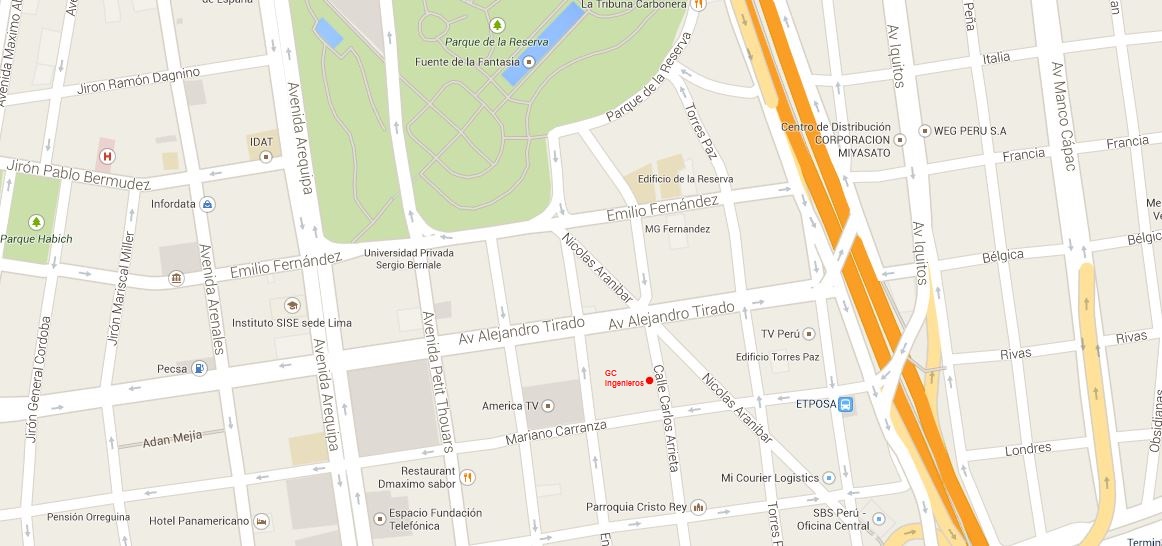 de España
La Tribuna Carbonera
Parque de la Reserva
Fuente de la Fantasia
Parque de la Reserva
Jiron Ramón Dagnino
Avenida Arequipa
Torres Paz
Av Iquitos
Peña
Italia
Av Manco Cápac
Centro de Distribución
CORPORACION
MIYASATO
WEG PERU S.A
Francia
Francia
IDAT
Jirón Pablo Bermudez
Infordata
Edificio de la Reserva
Emilio Fernández
MG Fernandez
Parque Habich
Jirón Mariscal Miller
Avenida Arenales
Emilio Fernández
Universidad Privada
Sergio Bernale
Nicolas Aranibar
Av Iquitos
Bélgica
Instituto SISE sede Lima
Av Alejandro Tirado
Av Alejandro Tirado
TV Perú
Edificio Torres Paz
Rivas
Rivas
Pecsa
Jirón General Cordoba
Avenida Arequipa
Avenida Petit Thouars
GC
Ingenieros
Calle Carlos Arrieta
Nicolas Aranibar
ETPOSA
America TV
Mariano Carranza
Adan Mejía
Londres
Obsidianas
Restaurant
Dmaximo sabor
Mi Courier Logistics
Pensión Orreguina
Hotel Panamericano
Espacio Fundación
Telefónica
Parroquia Cristo Rey
SBS Perú -
Oficina Central